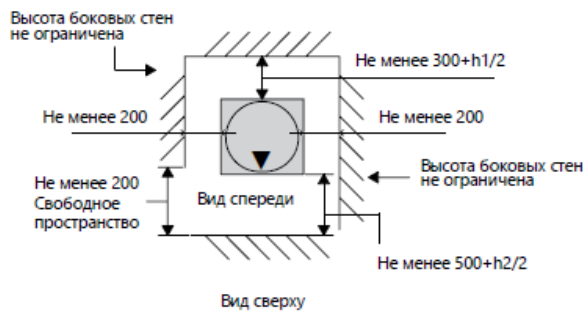 Высота боковых стен
не ограничена
Не менее 300+h1/2
Не менее 200
Не менее 200
Высота боковых стен
не ограничена
Не менее 200
Свободное
пространство
Вид спереди
Не менее 500+h2/2
Вид сверху